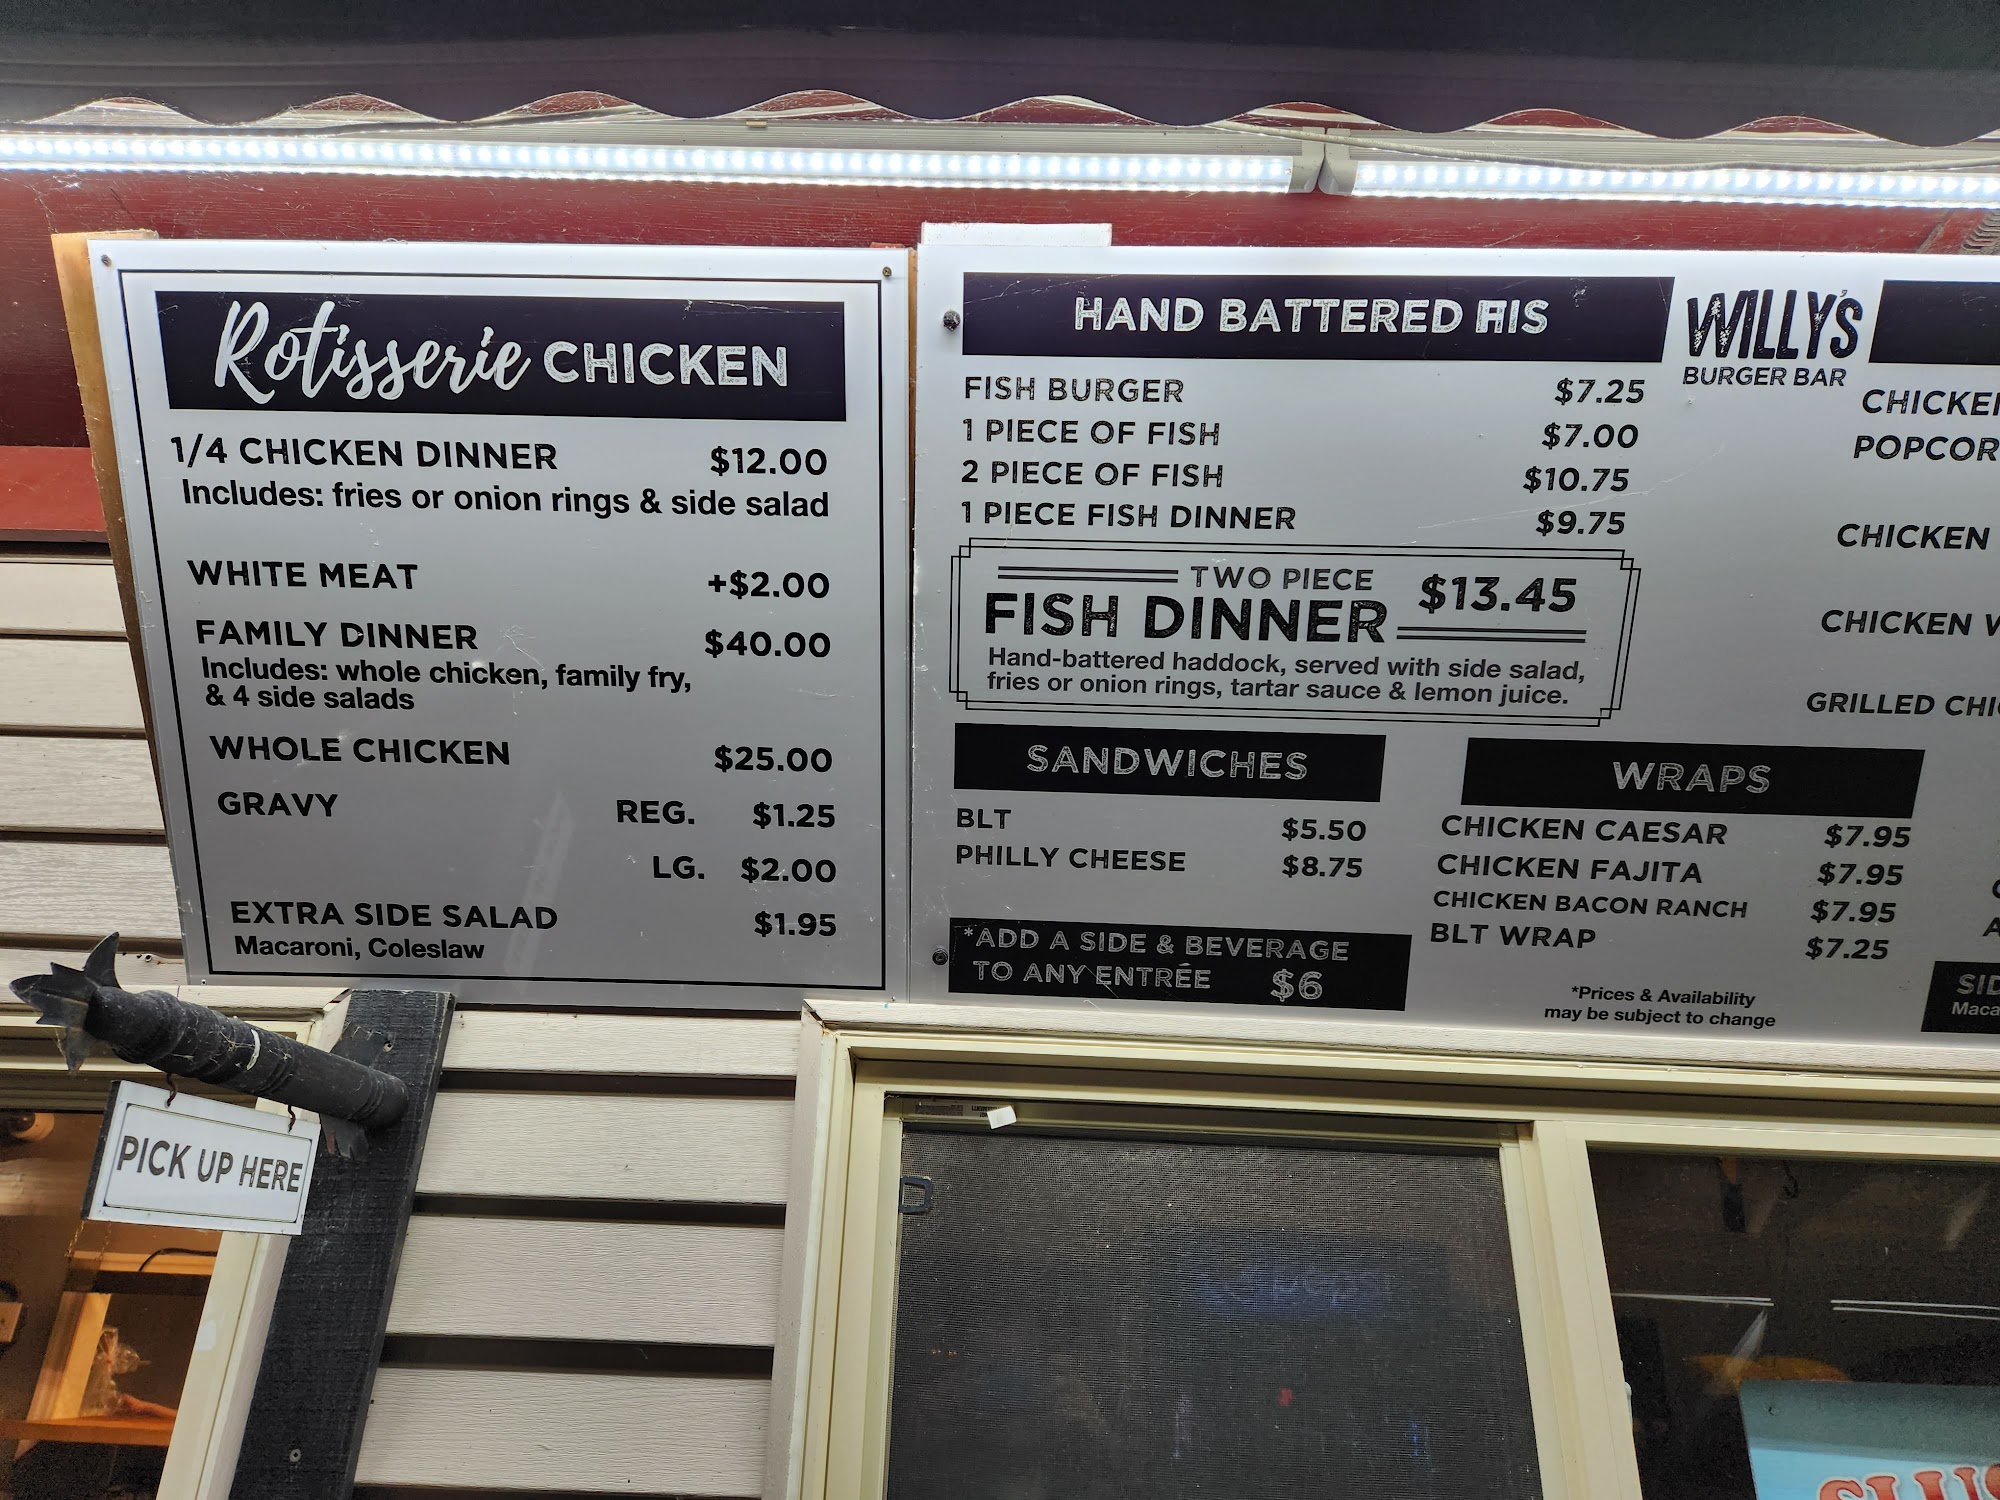 Rotisserie CHICKEN
1/4 CHICKEN DINNER $12.00
Includes: fries or onion rings & side salad
WHITE MEAT +$2.00
FAMILY DINNER $40.00
Includes: whole chicken, family fry,
& 4 side salads
WHOLE CHICKEN $25.00
GRAVY REG. $1.25
LG. $2.00
EXTRA SIDE SALAD $1.95
Macaroni, Coleslaw
HAND BATTERED FIS
FISH BURGER $7.25
1 PIECE OF FISH $7.00
2 PIECE OF FISH $10.75
1 PIECE FISH DINNER $9.75
TWO PIECE
FISH DINNER $13.45
Hand-battered haddock, served with side salad,
fries or onion rings, tartar sauce & lemon juice.
SANDWICHES
BLT $5.50
PHILLY CHEESE $8.75
*ADD A SIDE & BEVERAGE
TO ANY ENTRÉE $6
WILLY'S
BURGER BAR
WRAPS
CHICKEN CAESAR $7.95
CHICKEN FAJITA $7.95
CHICKEN BACON RANCH $7.95
BLT WRAP $7.25
*Prices & Availability
may be subject to change
CHICKE
POPCOR
CHICKEN
CHICKEN
GRILLED CHI
SID
Maca
PICK UP HERE